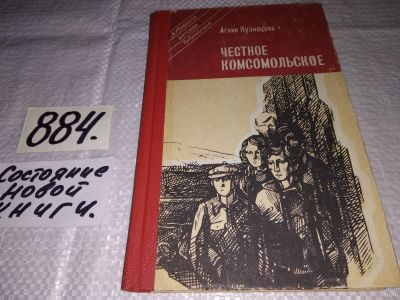 Агния Кузнецова
ЧЕСТНОЕ
КОМСОМОЛЬСКОЕ
884.
Состояние
новой
книги.